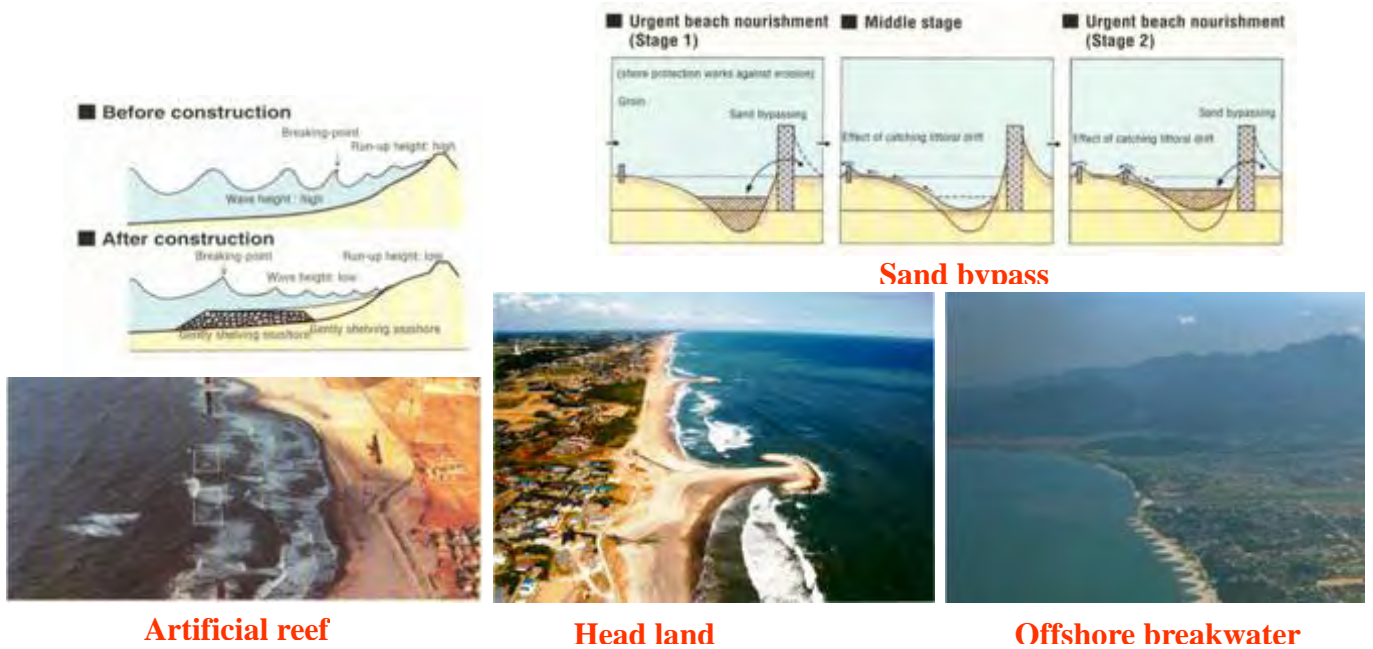 Urgent beach nourishment
(Stage 1)
Middle stage
Urgent beach nourishment
(Stage 2)
(shore protection works against erosion)
Groin
Sand bypassing
Effect of catching littoral drift
Sand bypassing
Effect of catching littoral drift
Sand bypass
Before construction
Breaking-point
Run-up height: high
Wave height : high
After construction
Breaking-point
Run-up height: low
Wave height: low
Gently shelving seashore
Gently shelving seashore
Artificial reef
Head land
Offshore breakwater